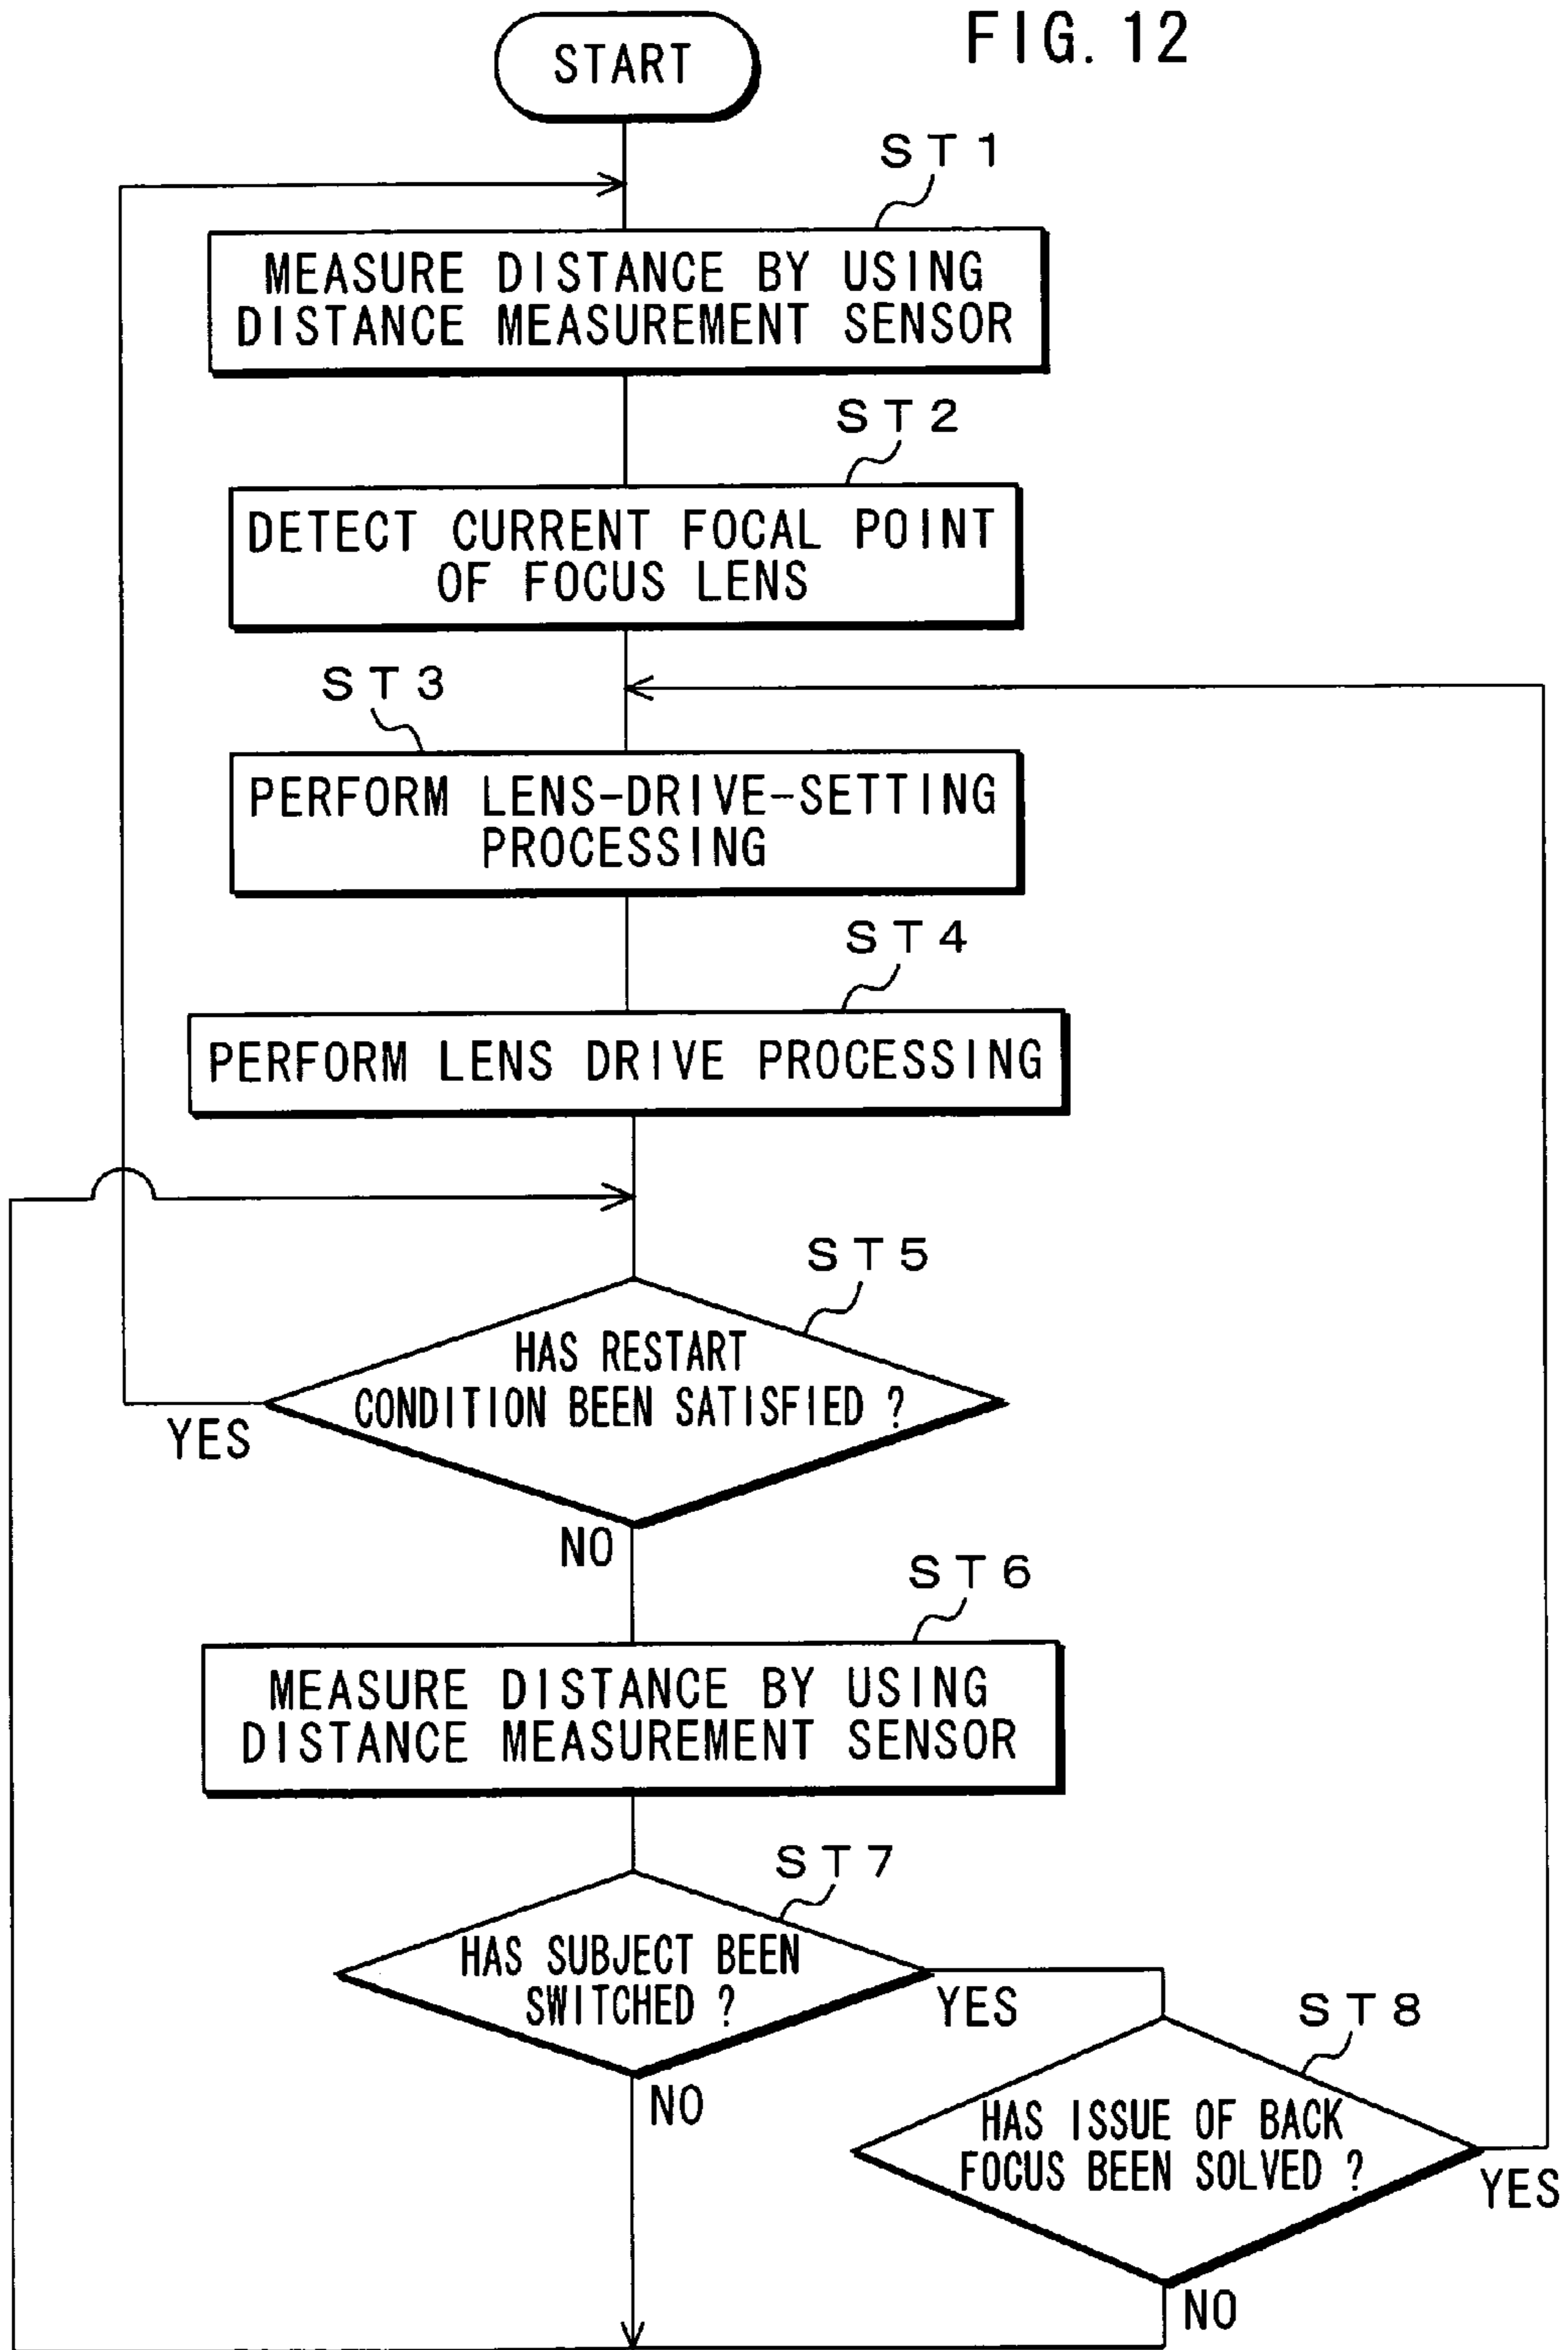 FIG. 12
START
ST1
MEASURE DISTANCE BY USING
DISTANCE MEASUREMENT SENSOR
ST2
DETECT CURRENT FOCAL POINT
OF FOCUS LENS
ST3
PERFORM LENS-DRIVE-SETTING
PROCESSING
ST4
PERFORM LENS DRIVE PROCESSING
ST5
HAS RESTART
CONDITION BEEN SATISFIED ?
YES
NO
ST6
MEASURE DISTANCE BY USING
DISTANCE MEASUREMENT SENSOR
ST7
HAS SUBJECT BEEN
SWITCHED ?
YES
NO
ST8
HAS ISSUE OF BACK
FOCUS BEEN SOLVED ?
YES
NO